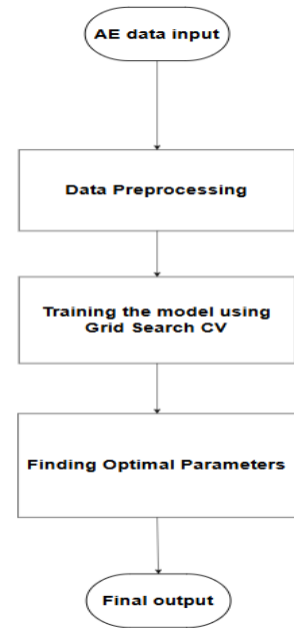 AE data input
Data Preprocessing
Training the model using
Grid Search CV
Finding Optimal Parameters
Final output